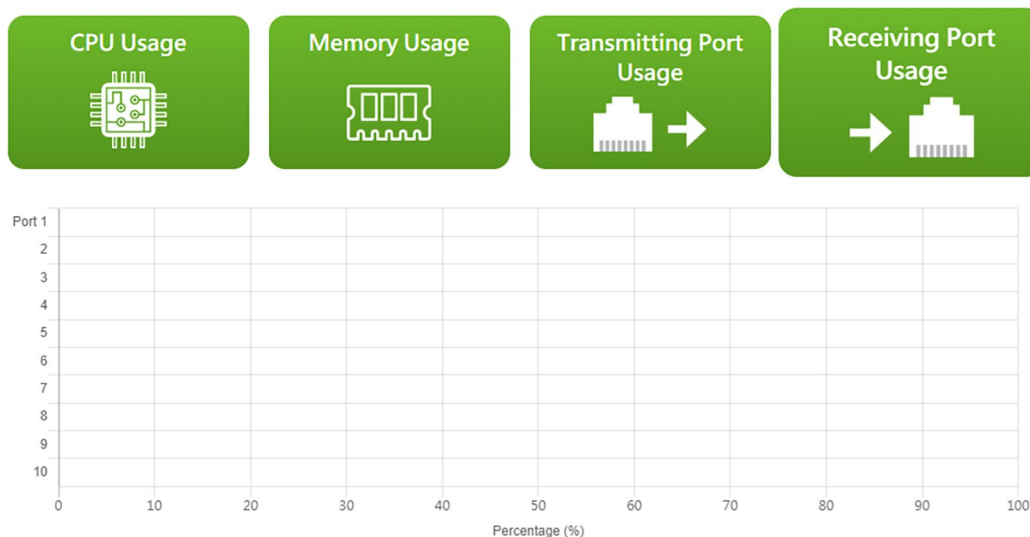 CPU Usage
Memory Usage
Transmitting Port
Usage
Receiving Port
Usage
Port 1
2
3
4
5
6
7
8
9
10
0 10 20 30 40 50 60 70 80 90 100
Percentage (%)